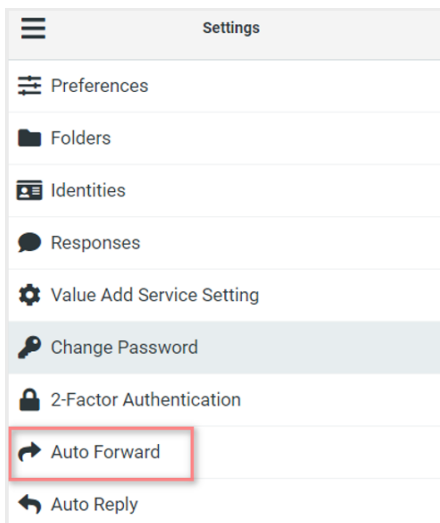 Settings
Preferences
Folders
Identities
Responses
Value Add Service Setting
Change Password
2-Factor Authentication
Auto Forward
Auto Reply